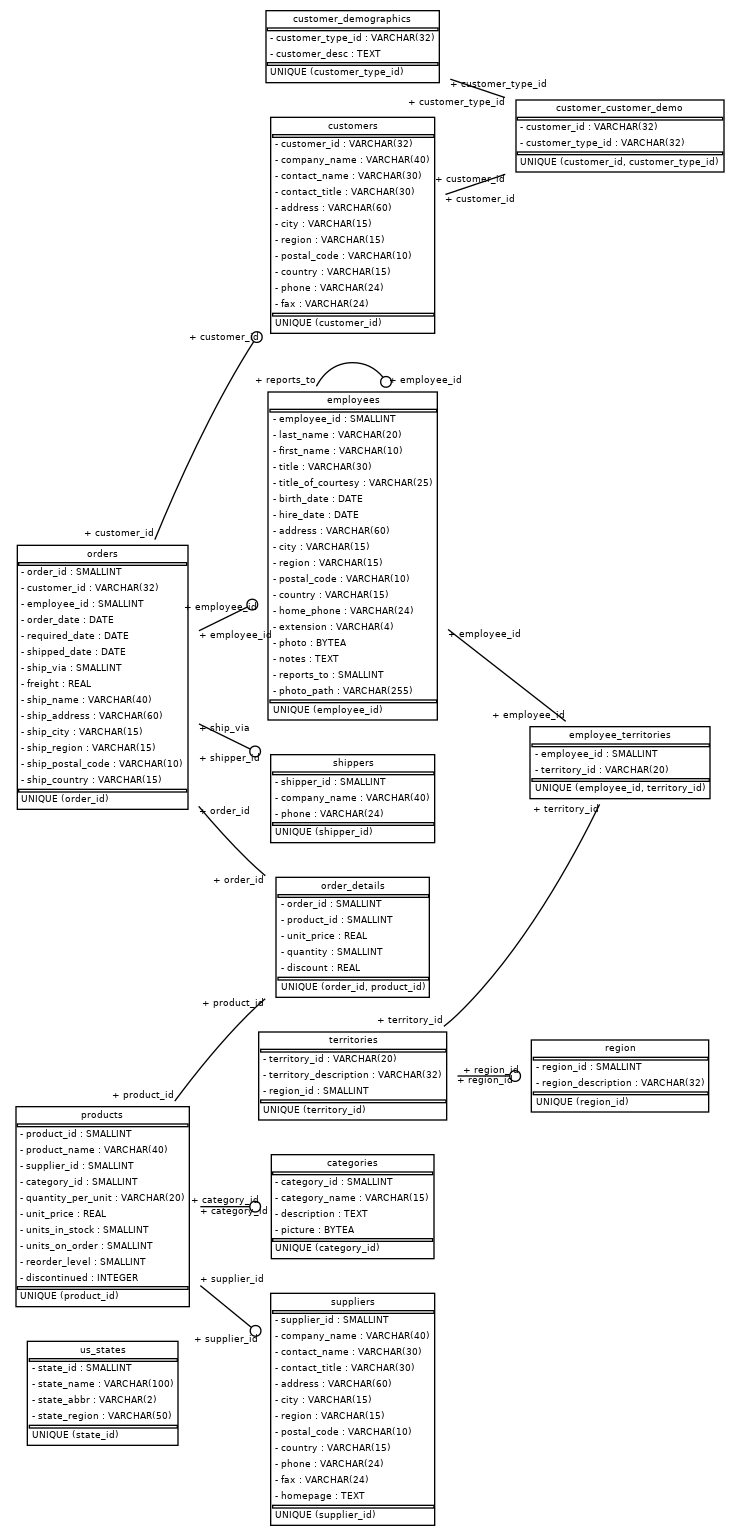 customer_demographics
- customer_type_id : VARCHAR(32)
- customer_desc : TEXT
UNIQUE (customer_type_id)
+ customer_type_id
+ customer_type_id
customer_customer_demo
- customer_id : VARCHAR(32)
- customer_type_id : VARCHAR(32)
UNIQUE (customer_id, customer_type_id)
customers
- customer_id : VARCHAR(32)
- company_name : VARCHAR(40)
- contact_name : VARCHAR(30)
- contact_title : VARCHAR(30)
- address : VARCHAR(60)
- city : VARCHAR(15)
- region : VARCHAR(15)
- postal_code : VARCHAR(10)
- country : VARCHAR(15)
- phone : VARCHAR(24)
- fax : VARCHAR(24)
UNIQUE (customer_id)
+ customer_id
+ customer_id
+ customer_id
+ customer_id
+ reports_to
+ employee_id
employees
- employee_id : SMALLINT
- last_name : VARCHAR(20)
- first_name : VARCHAR(10)
- title : VARCHAR(30)
- title_of_courtesy : VARCHAR(25)
- birth_date : DATE
- hire_date : DATE
- address : VARCHAR(60)
- city : VARCHAR(15)
- region : VARCHAR(15)
- postal_code : VARCHAR(10)
- country : VARCHAR(15)
- home_phone : VARCHAR(24)
- extension : VARCHAR(4)
- photo : BYTEA
- notes : TEXT
- reports_to : SMALLINT
- photo_path : VARCHAR(255)
UNIQUE (employee_id)
orders
- order_id : SMALLINT
- customer_id : VARCHAR(32)
- employee_id : SMALLINT
- order_date : DATE
- required_date : DATE
- shipped_date : DATE
- ship_via : SMALLINT
- freight : REAL
- ship_name : VARCHAR(40)
- ship_address : VARCHAR(60)
- ship_city : VARCHAR(15)
- ship_region : VARCHAR(15)
- ship_postal_code : VARCHAR(10)
- ship_country : VARCHAR(15)
UNIQUE (order_id)
+ employee_id
+ employee_id
+ employee_id
+ employee_id
employee_territories
- employee_id : SMALLINT
- territory_id : VARCHAR(20)
UNIQUE (employee_id, territory_id)
+ ship_via
+ shipper_id
shippers
- shipper_id : SMALLINT
- company_name : VARCHAR(40)
- phone : VARCHAR(24)
UNIQUE (shipper_id)
+ territory_id
+ order_id
+ order_id
order_details
- order_id : SMALLINT
- product_id : SMALLINT
- unit_price : REAL
- quantity : SMALLINT
- discount : REAL
UNIQUE (order_id, product_id)
+ product_id
+ territory_id
territories
- territory_id : VARCHAR(20)
- territory_description : VARCHAR(32)
- region_id : SMALLINT
UNIQUE (territory_id)
+ region_id
+ region_id
region
- region_id : SMALLINT
- region_description : VARCHAR(32)
UNIQUE (region_id)
+ product_id
products
- product_id : SMALLINT
- product_name : VARCHAR(40)
- supplier_id : SMALLINT
- category_id : SMALLINT
- quantity_per_unit : VARCHAR(20)
- unit_price : REAL
- units_in_stock : SMALLINT
- units_on_order : SMALLINT
- reorder_level : SMALLINT
- discontinued : INTEGER
UNIQUE (product_id)
+ category_id
+ category_id
categories
- category_id : SMALLINT
- category_name : VARCHAR(15)
- description : TEXT
- picture : BYTEA
UNIQUE (category_id)
+ supplier_id
+ supplier_id
suppliers
- supplier_id : SMALLINT
- company_name : VARCHAR(40)
- contact_name : VARCHAR(30)
- contact_title : VARCHAR(30)
- address : VARCHAR(60)
- city : VARCHAR(15)
- region : VARCHAR(15)
- postal_code : VARCHAR(10)
- country : VARCHAR(15)
- phone : VARCHAR(24)
- fax : VARCHAR(24)
- homepage : TEXT
UNIQUE (supplier_id)
us_states
- state_id : SMALLINT
- state_name : VARCHAR(100)
- state_abbr : VARCHAR(2)
- state_region : VARCHAR(50)
UNIQUE (state_id)